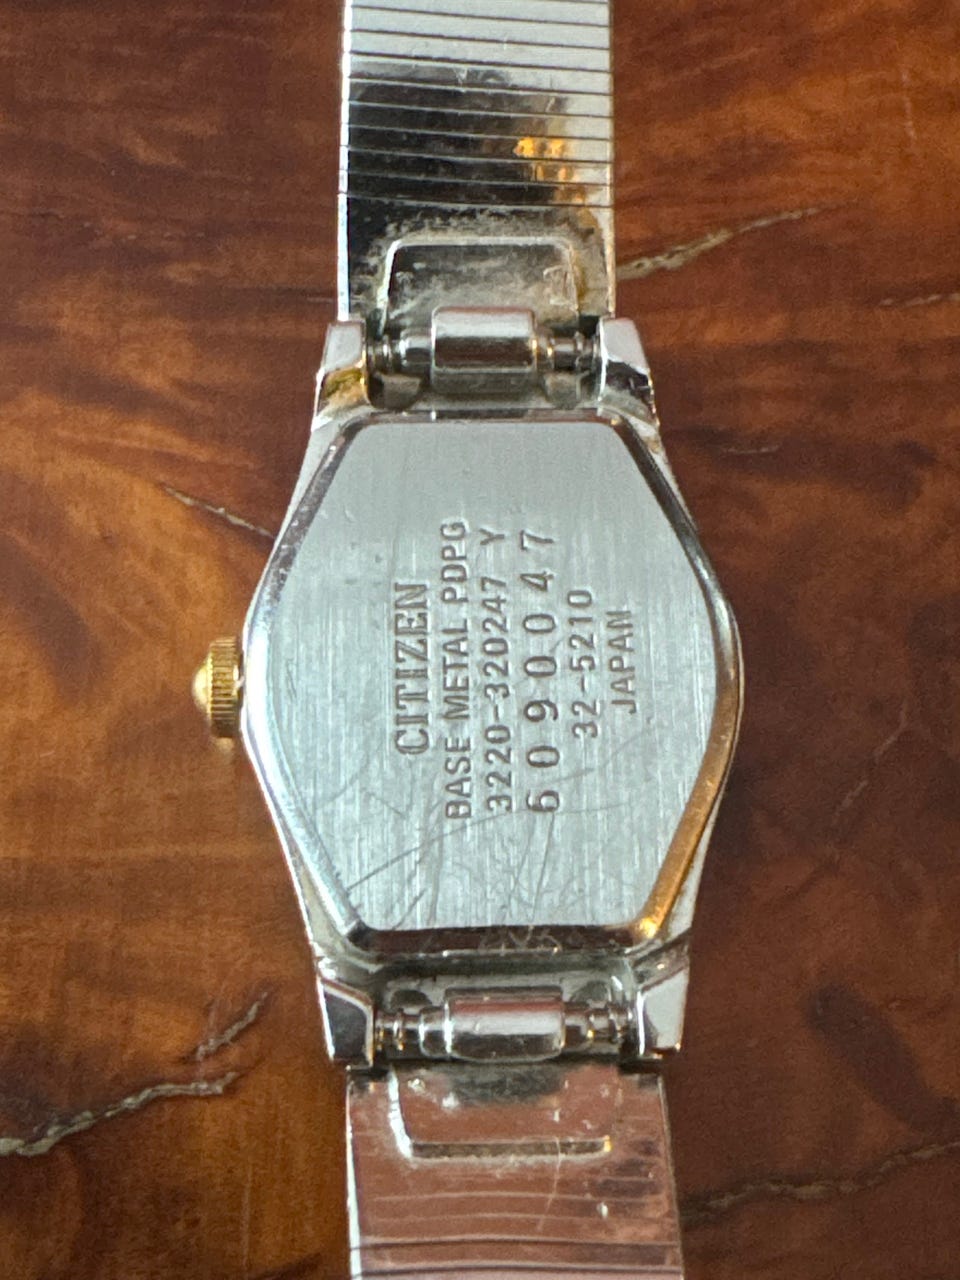 CITIZEN
BASE METAL PDPG
3220-320247 Y
6090047
32-5210
JAPAN